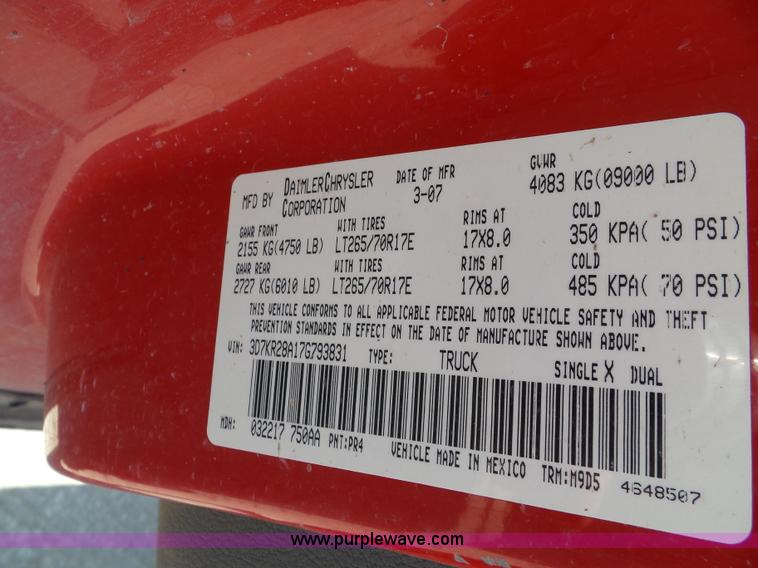 MFD BY DAIMLERCHRYSLER CORPORATION DATE OF MFR 3-07 GVWR 4083 KG(09000 LB)
GAWR FRONT WITH TIRES RIMS AT COLD
2155 KG(4750 LB) LT265/70R17E 17X8.0 350 KPA( 50 PSI)
GAWR REAR WITH TIRES RIMS AT COLD
2727 KG(6010 LB) LT265/70R17E 17X8.0 485 KPA( 70 PSI)
THIS VEHICLE CONFORMS TO ALL APPLICABLE FEDERAL MOTOR VEHICLE SAFETY AND THEFT
PREVENTION STANDARDS IN EFFECT ON THE DATE OF MANUFACTURE SHOWN ABOVE.
VIN: 3D7KR28A17G793831 TYPE: TRUCK SINGLE X DUAL
MDH: 032217 750AA PNT:PR4 VEHICLE MADE IN MEXICO TRM:M9D5 4648507
www.purplewave.com